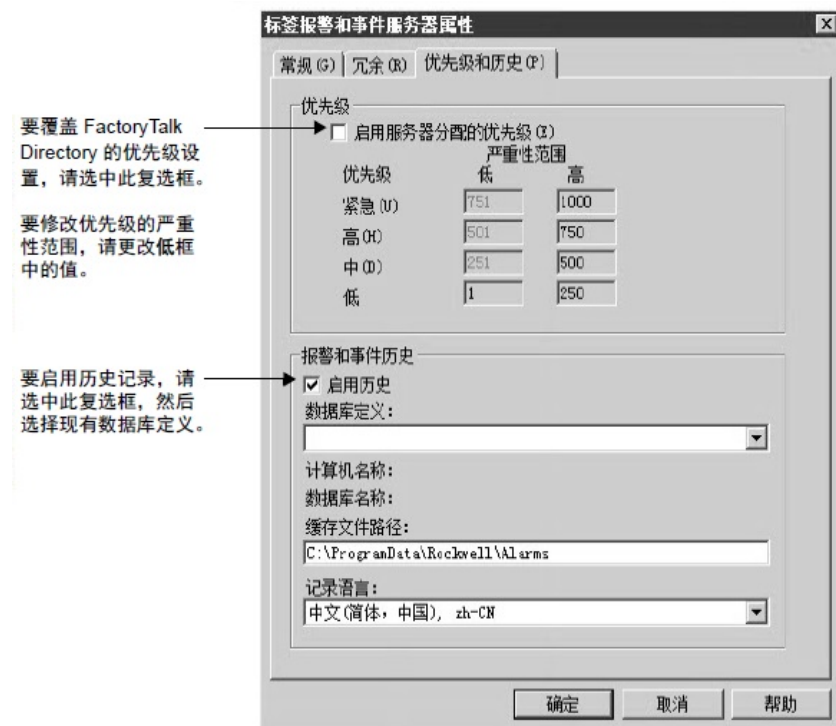 标签报警和事件服务器属性
常规(G) 冗余(R) 优先级和历史(P)
要覆盖 FactoryTalk
Directory 的优先级设
置，请选中此复选框。
要修改优先级的严重
性范围，请更改低框
中的值。
优先级
启用服务器分配的优先级(E)
严重性范围
优先级 低 高
紧急(U) 751 1000
高(H) 501 750
中(D) 251 500
低 1 250
要启用历史记录，请
选中此复选框，然后
选择现有数据库定义。
报警和事件历史
启用历史
数据库定义：
计算机名称：
数据库名称：
缓存文件路径：
C:\ProgramData\Rockwell\Alarms
记录语言：
中文(简体，中国), zh-CN
确定 取消 帮助